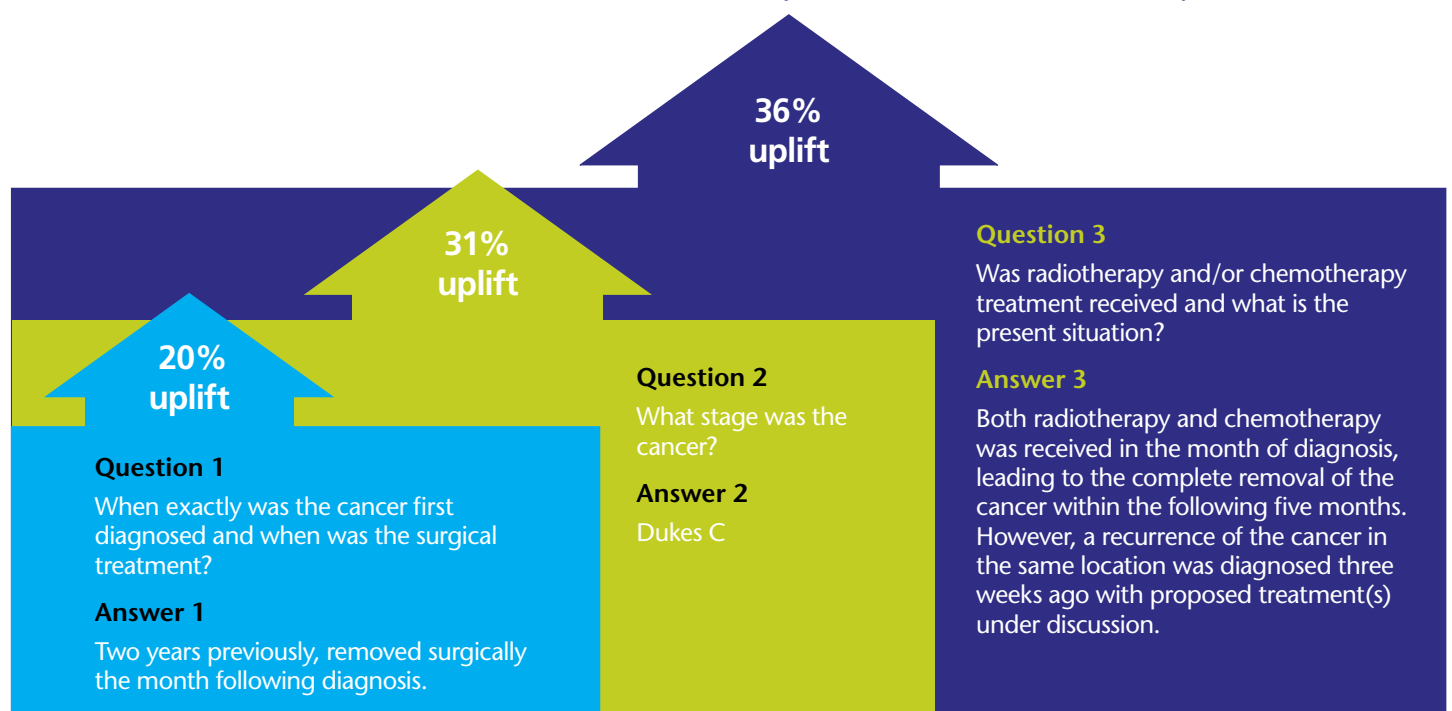 36%
uplift
31%
uplift
20%
uplift
Question 1
When exactly was the cancer first
diagnosed and when was the surgical
treatment?
Answer 1
Two years previously, removed surgically
the month following diagnosis.
Question 2
What stage was the
cancer?
Answer 2
Dukes C
Question 3
Was radiotherapy and/or chemotherapy
treatment received and what is the
present situation?
Answer 3
Both radiotherapy and chemotherapy
was received in the month of diagnosis,
leading to the complete removal of the
cancer within the following five months.
However, a recurrence of the cancer in
the same location was diagnosed three
weeks ago with proposed treatment(s)
under discussion.